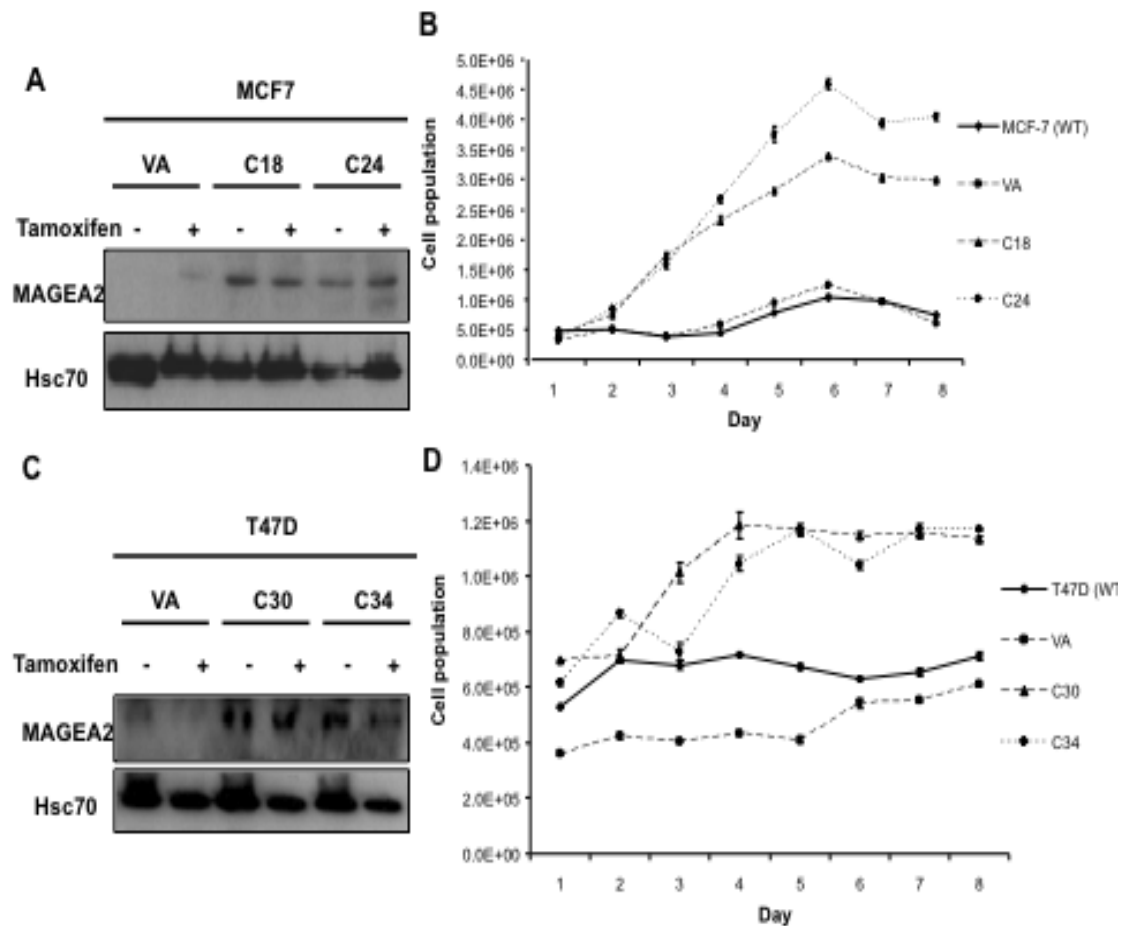 A
MCF7
VA C18 C24
Tamoxifen - + - + - +
MAGEA2
Hsc70
B
Cell population
5.0E+06
4.5E+06
4.0E+06
3.5E+06
3.0E+06
2.5E+06
2.0E+06
1.5E+06
1.0E+06
5.0E+05
0.0E+00
1 2 3 4 5 6 7 8
Day
MCF-7 (WT)
VA
C18
C24
C
T47D
VA C30 C34
Tamoxifen - + - + - +
MAGEA2
Hsc70
D
Cell population
1.4E+06
1.2E+06
1.0E+06
8.0E+05
6.0E+05
4.0E+05
2.0E+05
0.0E+00
1 2 3 4 5 6 7 8
Day
T47D (WT
VA
C30
C34